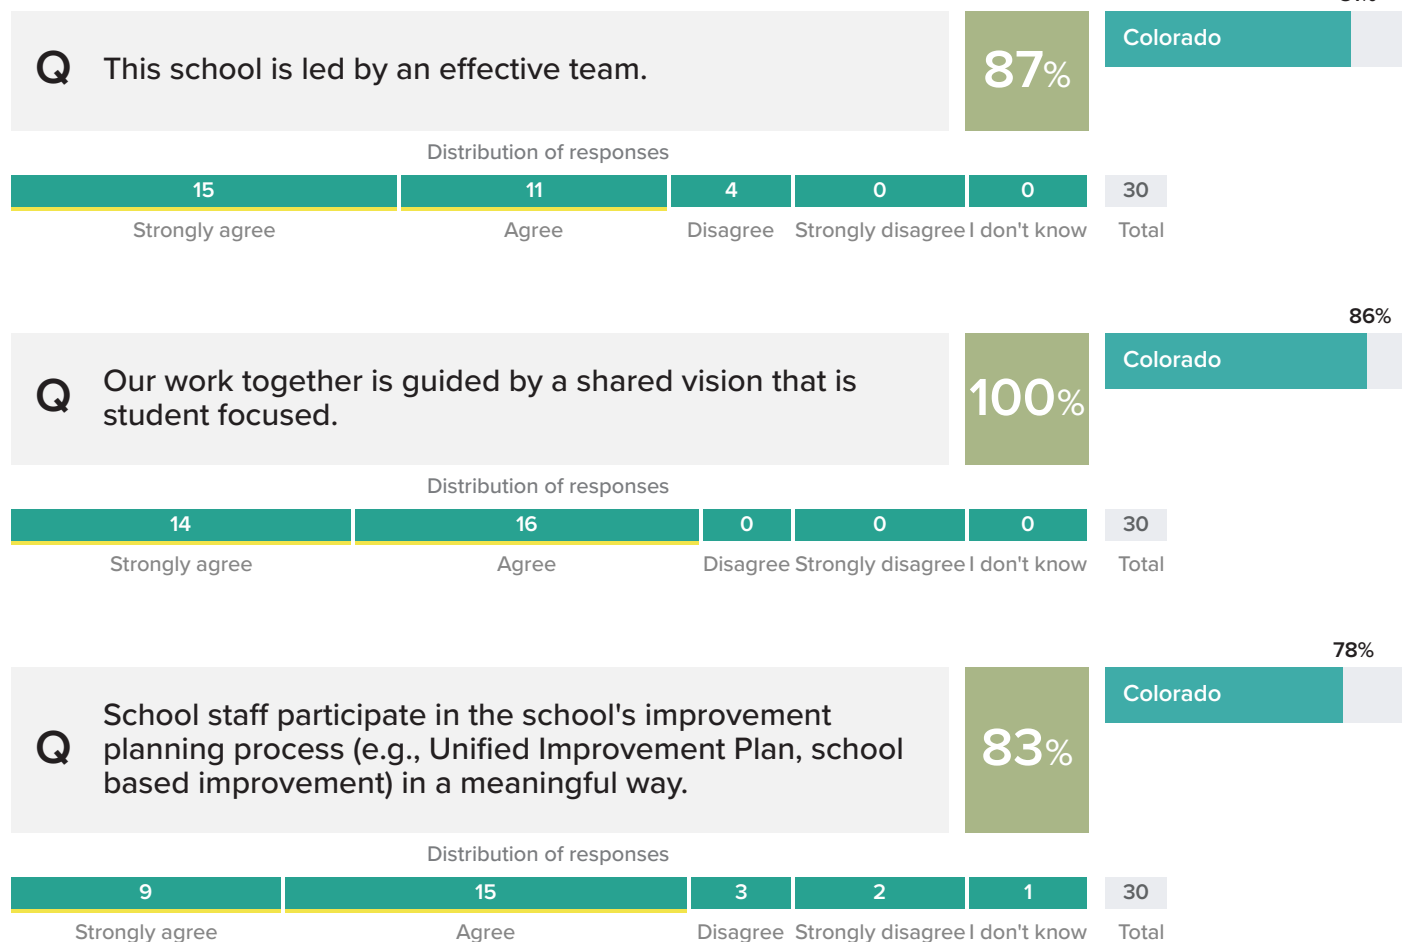 Q This school is led by an effective team.
87%
Colorado
Distribution of responses
15 11 4 0 0 30
Strongly agree Agree Disagree Strongly disagree I don't know Total
86%
Q Our work together is guided by a shared vision that is
student focused.
100%
Colorado
Distribution of responses
14 16 0 0 0 30
Strongly agree Agree Disagree Strongly disagree I don't know Total
78%
Q School staff participate in the school's improvement
planning process (e.g., Unified Improvement Plan, school
based improvement) in a meaningful way.
83%
Colorado
Distribution of responses
9 15 3 2 1 30
Strongly agree Agree Disagree Strongly disagree I don't know Total